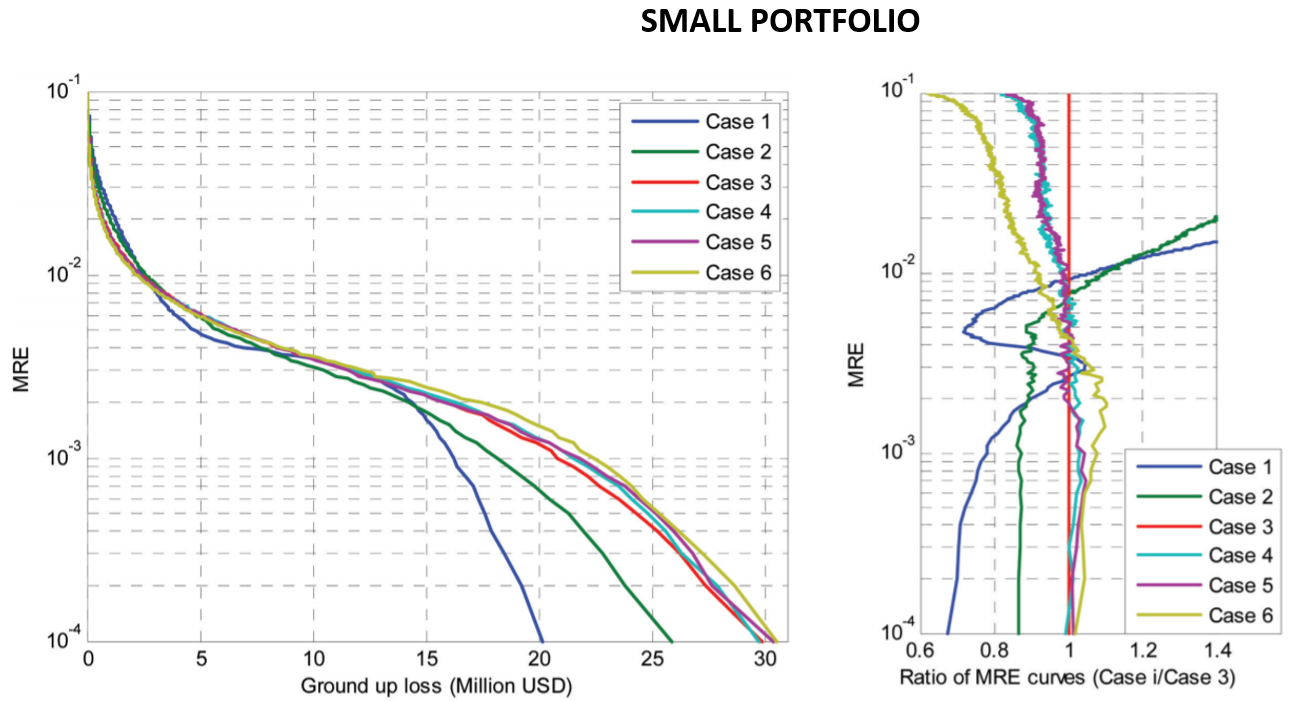 SMALL PORTFOLIO
10-1
10-2
10-3
10-4
MRE
0 5 10 15 20 25 30
Ground up loss (Million USD)
Case 1
Case 2
Case 3
Case 4
Case 5
Case 6
10-1
10-2
10-3
10-4
MRE
0.6 0.8 1 1.2 1.4
Ratio of MRE curves (Case i/Case 3)
Case 1
Case 2
Case 3
Case 4
Case 5
Case 6